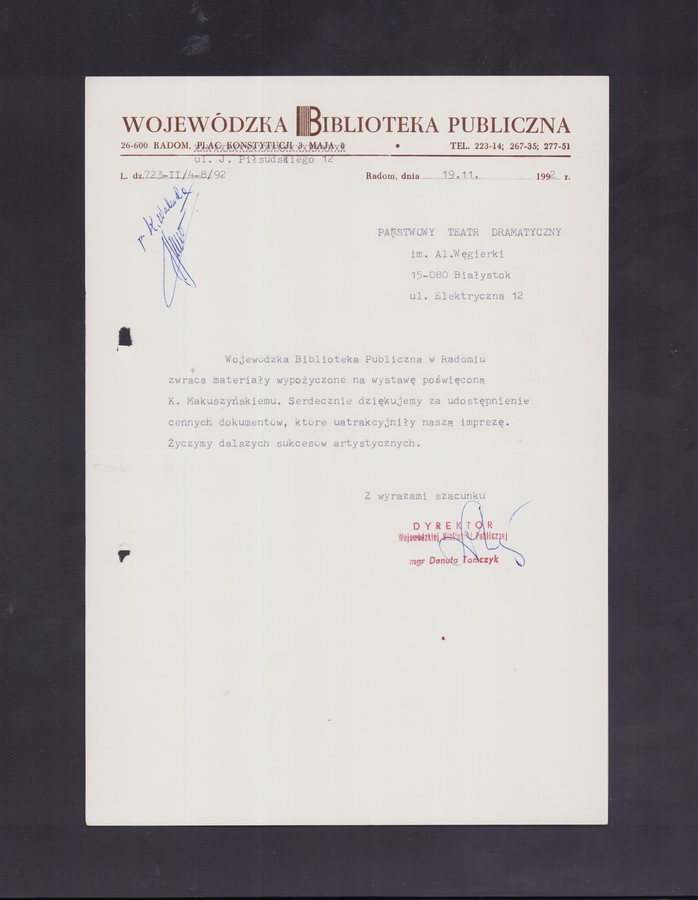 WOJEWÓDZKA BIBLIOTEKA PUBLICZNA
26-600 RADOM, PLAC KONSTYTUCJI 3 MAJA 8 • TEL. 223-14; 267-35; 277-51
ul. J. Piłsudskiego 12
L. dz. 723-II/4-8/92 Radom, dnia 19.11. 1992 r.
PAŃSTWOWY TEATR DRAMATYCZNY
im. Al.Węgierki
15-080 Białystok
ul. Elektryczna 12
Wojewódzka Biblioteka Publiczna w Radomiu
zwraca materiały wypożyczone na wystawę poświęconą
K. Makuszyńskiemu. Serdecznie dziękujemy za udostępnienie
cennych dokumentów, które uatrakcyjniły naszą imprezę.
Życzymy dalszych sukcesów artystycznych.
Z wyrazami szacunku
DYREKTOR
Wojewódzkiej Biblioteki Publicznej
mgr Danuta Tomczyk